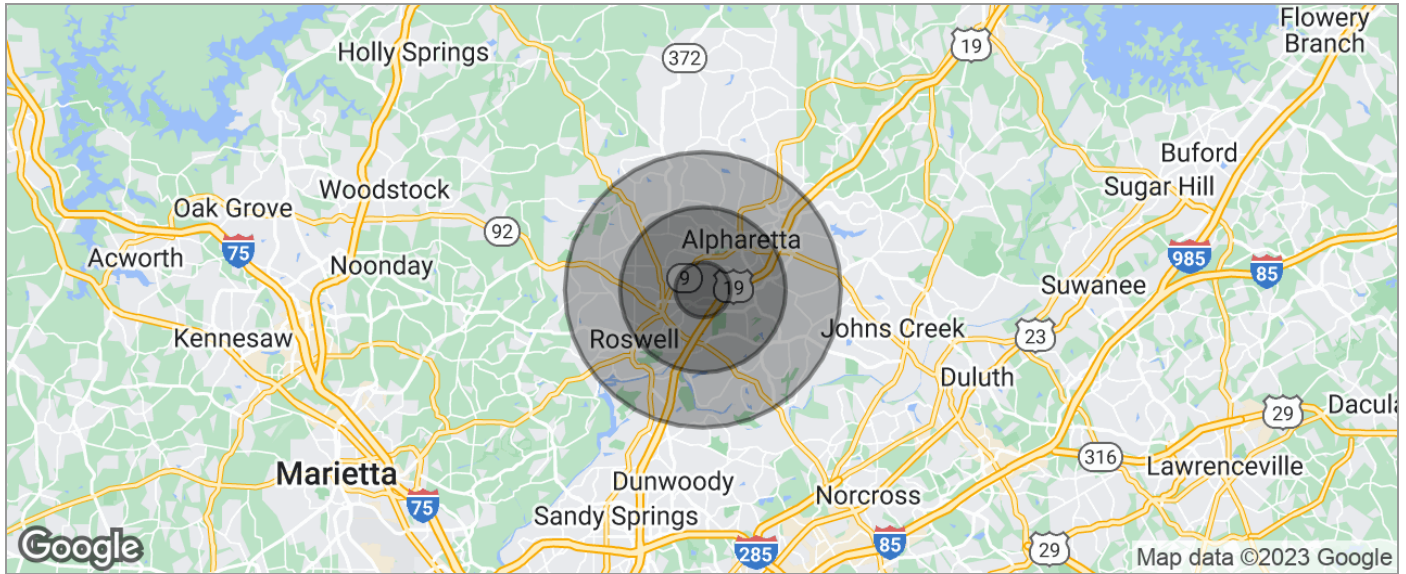 Flowery
Branch
19
372
Holly Springs
Buford
Sugar Hill
Woodstock
Oak Grove
92
Alpharetta
75
Acworth
Noonday
985
85
9
19
Suwanee
Kennesaw
Roswell
Johns Creek
23
Duluth
29
Dacula
316
Marietta
Lawrenceville
Dunwoody
Norcross
75
Sandy Springs
285
85
29
Google
Map data ©2023 Google